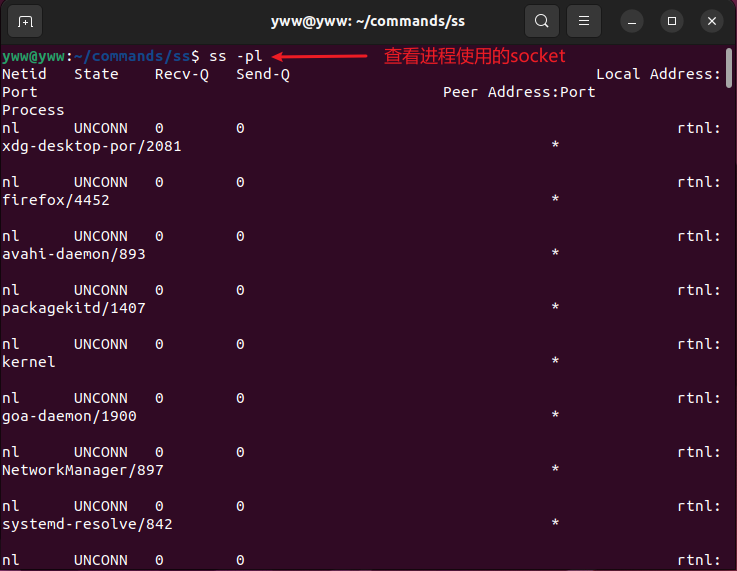 yww@yww: ~/commands/ss
yww@yww:~/commands/ss$ ss -pl 查看进程使用的socket
Netid State Recv-Q Send-Q Local Address:
Port Peer Address:Port
Process
nl UNCONN 0 0 rtnl:
xdg-desktop-por/2081 *
nl UNCONN 0 0 rtnl:
firefox/4452 *
nl UNCONN 0 0 rtnl:
avahi-daemon/893 *
nl UNCONN 0 0 rtnl:
packagekitd/1407 *
nl UNCONN 0 0 rtnl:
kernel *
nl UNCONN 0 0 rtnl:
goa-daemon/1900 *
nl UNCONN 0 0 rtnl:
NetworkManager/897 *
nl UNCONN 0 0 rtnl:
systemd-resolve/842 *
nl UNCONN 0 0 rtnl: